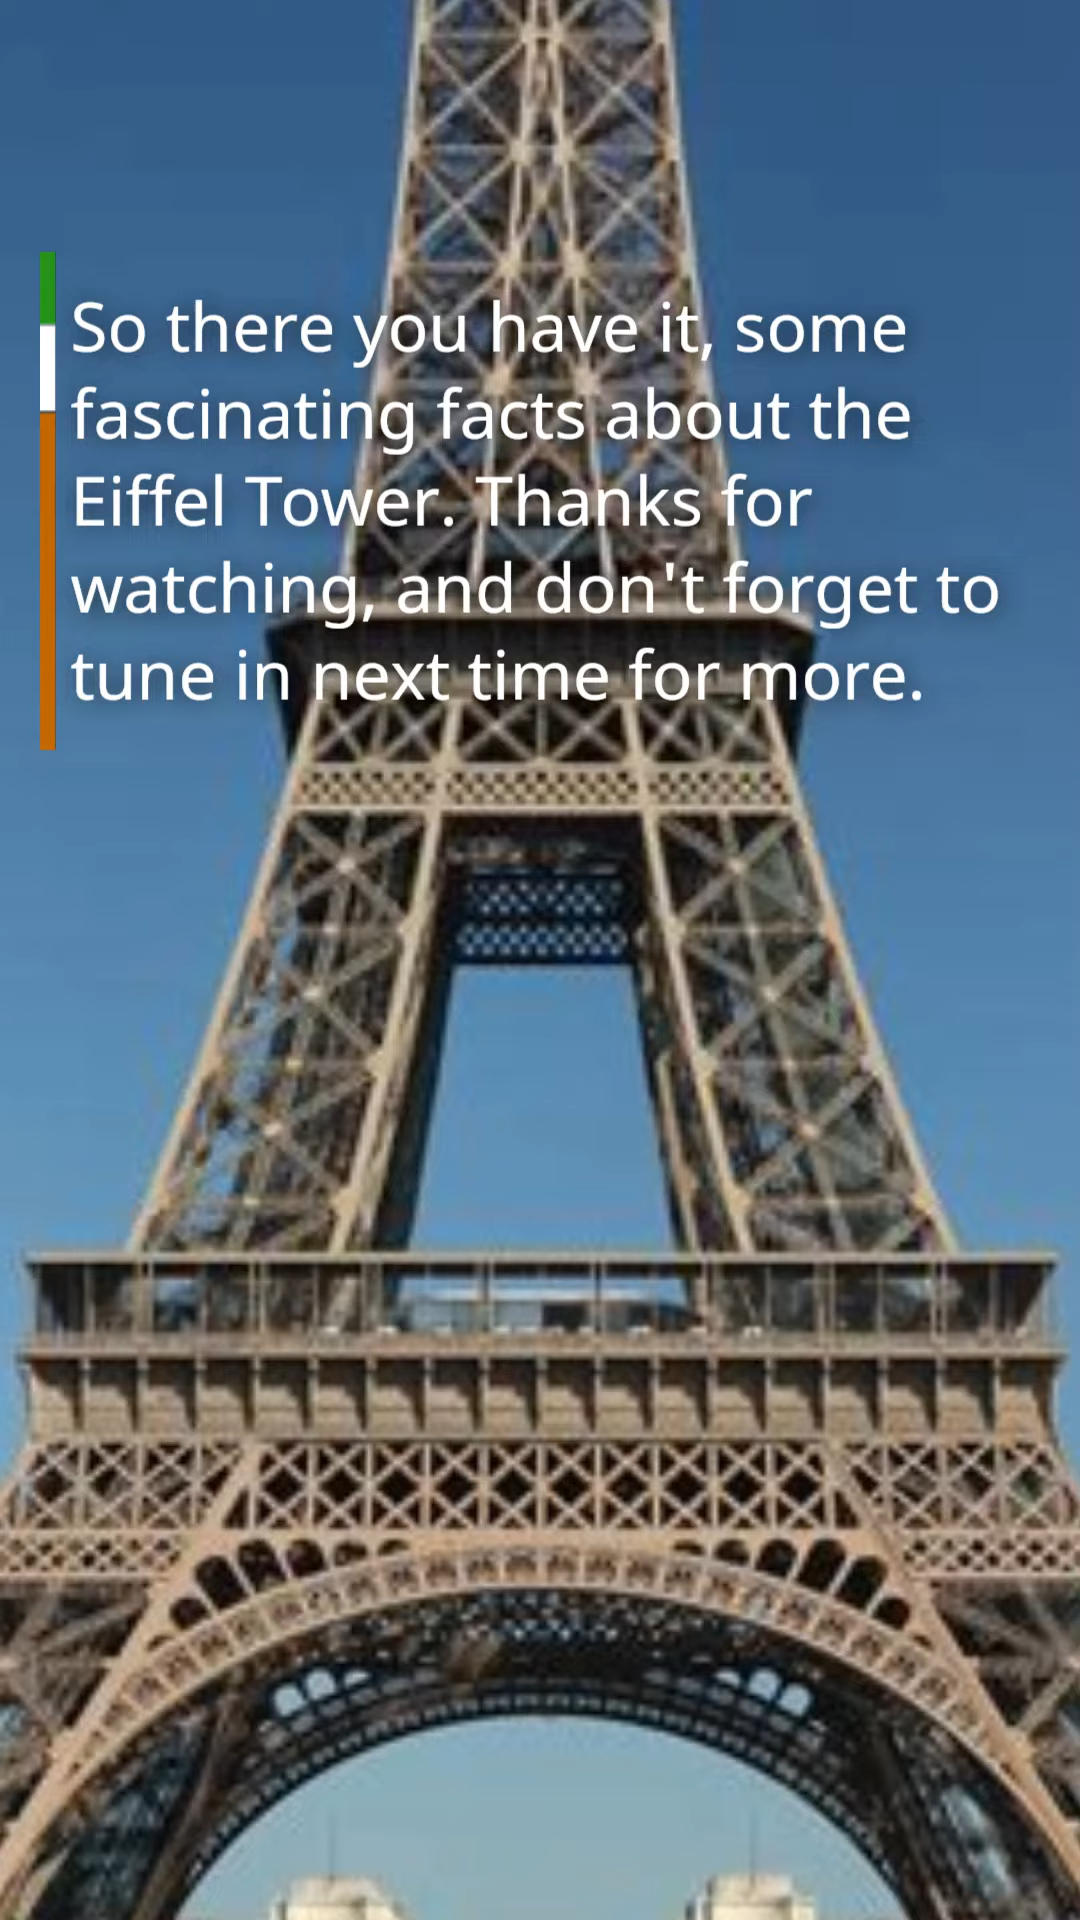 So there you have it, some
fascinating facts about the
Eiffel Tower. Thanks for
watching, and don't forget to
tune in next time for more.